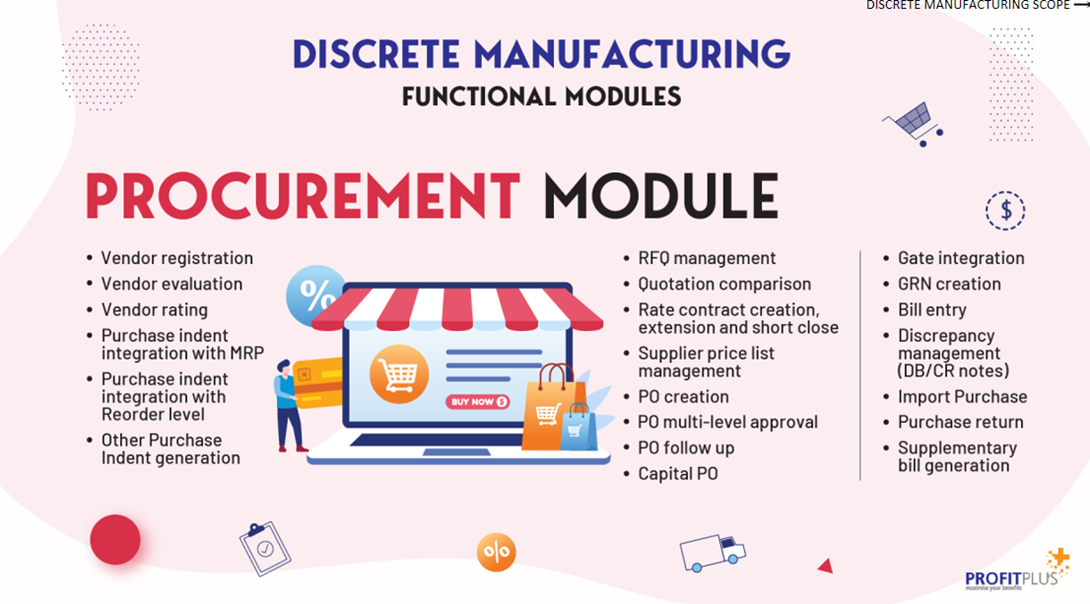 DISCRETE MANUFACTURING SCOPE
DISCRETE MANUFACTURING
FUNCTIONAL MODULES
PROCUREMENT MODULE
• Vendor registration
• Vendor evaluation
• Vendor rating
• Purchase indent
integration with MRP
• Purchase indent
integration with
Reorder level
• Other Purchase
Indent generation
%
BUY NOW $
• RFQ management
• Quotation comparison
• Rate contract creation,
extension and short close
• Supplier price list
management
• PO creation
• PO multi-level approval
• PO follow up
• Capital PO
$
• Gate integration
• GRN creation
• Bill entry
• Discrepancy
management
(DB/CR notes)
• Import Purchase
• Purchase return
• Supplementary
bill generation
%
PROFITPLUS
maximise your benefits